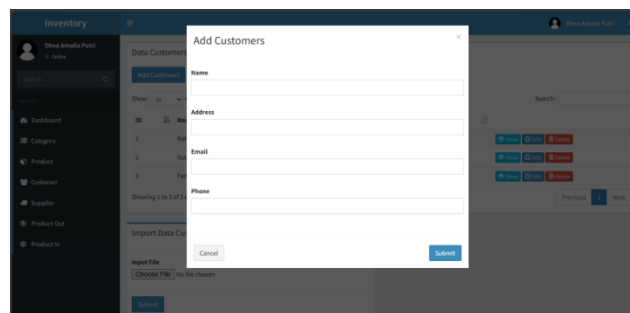 Inventory
Dhea Amalia Putri
Dhea Amalia Putri
Online
Search...
Data Customers
Add Customers
Show 10
Search:
ID
1
2
3
Show Edit Delete
Show Edit Delete
Show Edit Delete
Showing 1 to 3 of 3
Previous 1 Next
Dashboard
Category
Product
Customer
Supplier
Product Out
Product In
Import Data Cu
Input File
Choose File No file chosen
Submit
Add Customers
×
Name
Address
Email
Phone
Cancel
Submit